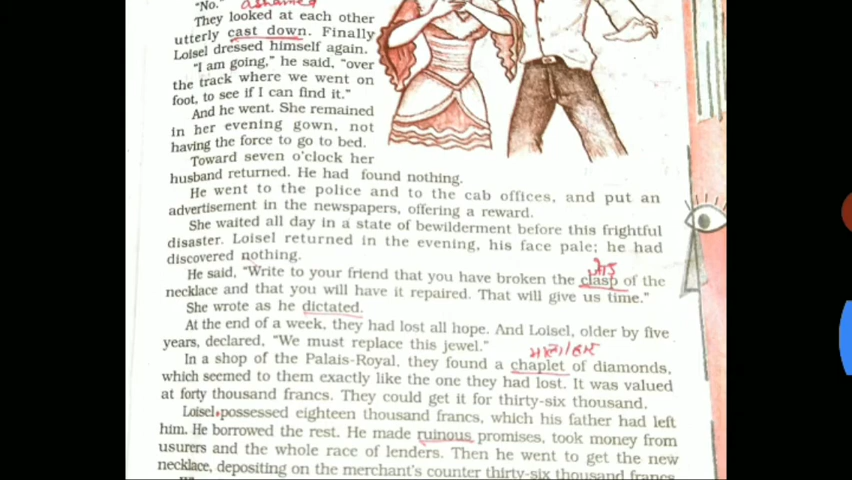 "No." ashamed
They looked at each other
utterly cast down. Finally
Loisel dressed himself again.
"I am going," he said, "over
the track where we went on
foot, to see if I can find it."
And he went. She remained
in her evening gown, not
having the force to go to bed.
Toward seven o'clock her
husband returned. He had found nothing.
He went to the police and to the cab offices, and put an
advertisement in the newspapers, offering a reward.
She waited all day in a state of bewilderment before this frightful
disaster. Loisel returned in the evening, his face pale; he had
discovered nothing.
He said, "Write to your friend that you have broken the clasp of the
necklace and that you will have it repaired. That will give us time."
She wrote as he dictated.
At the end of a week, they had lost all hope. And Loisel, older by five
years, declared, "We must replace this jewel."
In a shop of the Palais-Royal, they found a chaplet of diamonds,
which seemed to them exactly like the one they had lost. It was valued
at forty thousand francs. They could get it for thirty-six thousand.
Loisel possessed eighteen thousand francs, which his father had left
him. He borrowed the rest. He made ruinous promises, took money from
usurers and the whole race of lenders. Then he went to get the new
necklace, depositing on the merchant's counter thirty-six thousand francs